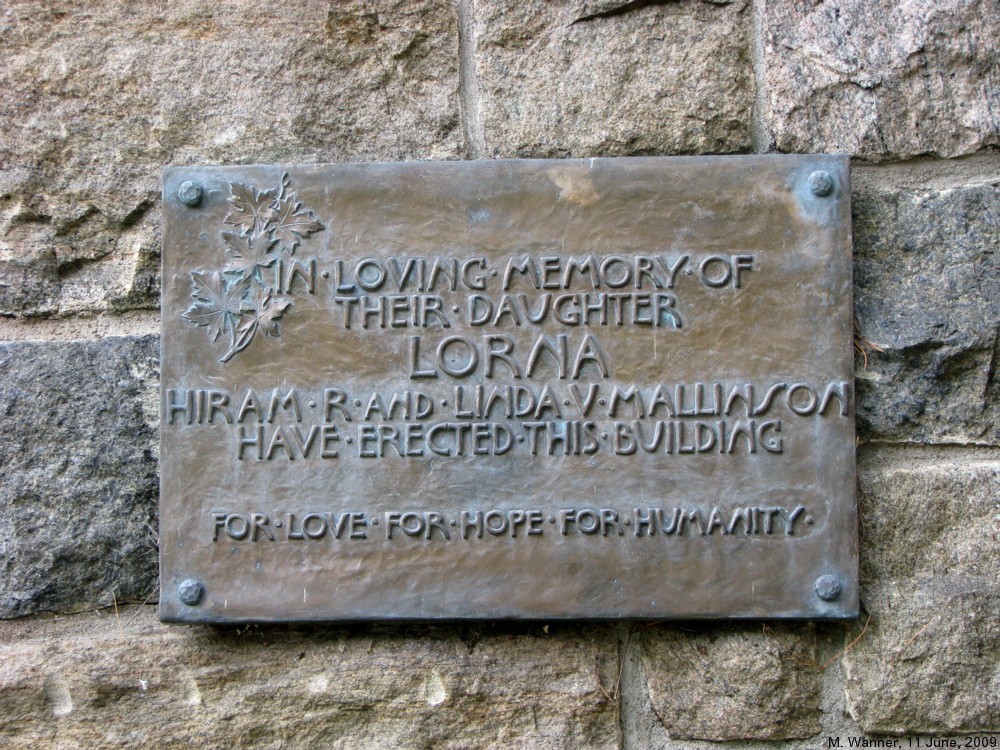 IN·LOVING·MEMORY·OF
THEIR·DAUGHTER
LORNA
HIRAM·R·AND·LINDA·V·MALLINSON
HAVE·ERECTED·THIS·BUILDING
FOR·LOVE·FOR·HOPE·FOR·HUMANITY·
M. Wanner, 11 June, 2009